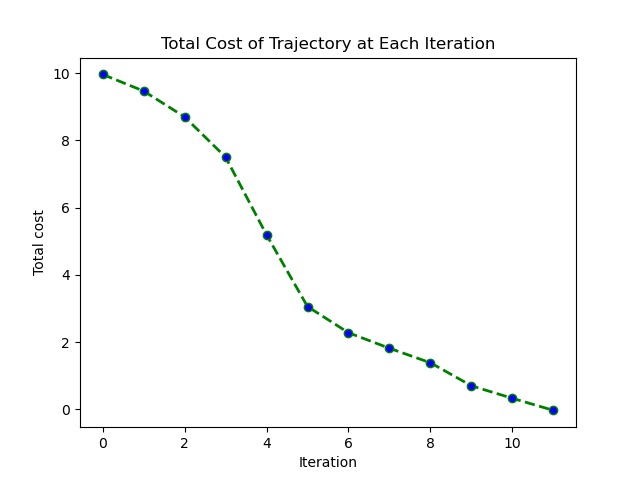 Total Cost of Trajectory at Each Iteration
10
8
6
4
2
0
Total cost
0 2 4 6 8 10
Iteration